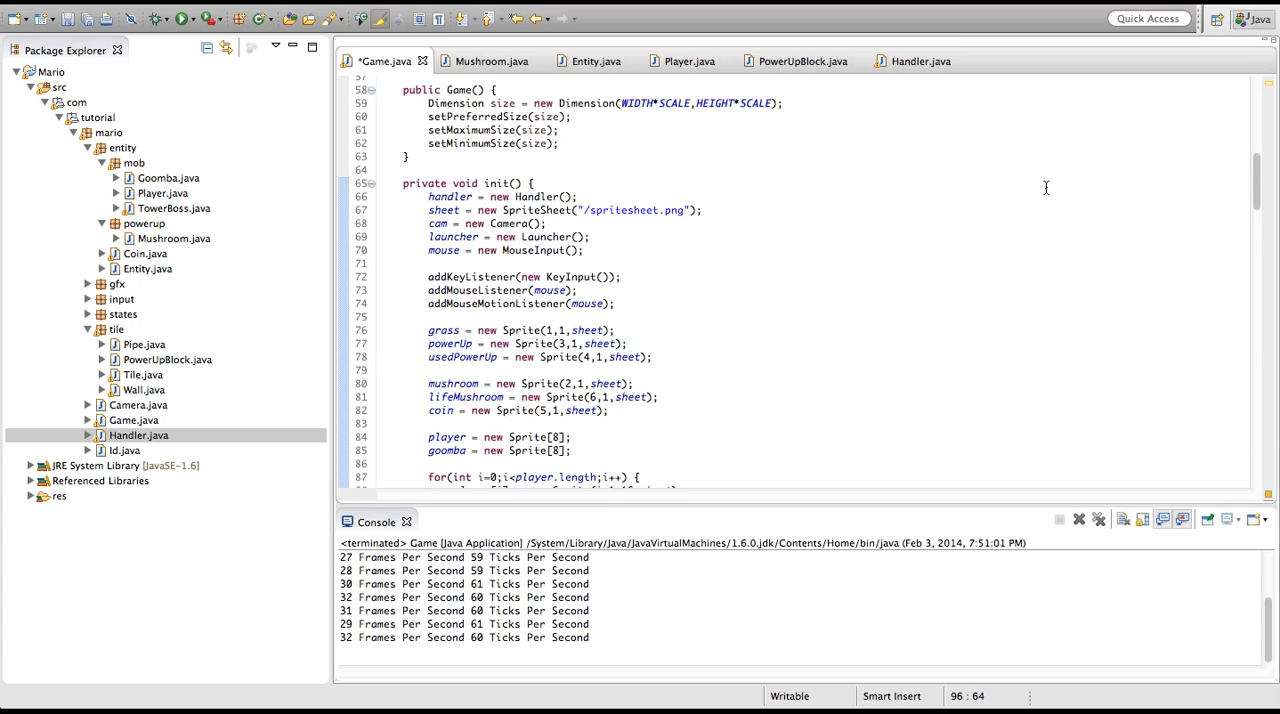 Quick Access
Java
Package Explorer
Mario
src
com
tutorial
mario
entity
mob
Goomba.java
Player.java
TowerBoss.java
powerup
Mushroom.java
Coin.java
Entity.java
gfx
input
states
tile
Pipe.java
PowerUpBlock.java
Tile.java
Wall.java
Camera.java
Game.java
Handler.java
Id.java
JRE System Library [JavaSE-1.6]
Referenced Libraries
res
*Game.java
Mushroom.java
Entity.java
Player.java
PowerUpBlock.java
Handler.java
57
58 public Game() {
59 Dimension size = new Dimension(WIDTH*SCALE,HEIGHT*SCALE);
60 setPreferredSize(size);
61 setMaximumSize(size);
62 setMinimumSize(size);
63 }
64
65 private void init() {
66 handler = new Handler();
67 sheet = new SpriteSheet("/spritesheet.png");
68 cam = new Camera();
69 launcher = new Launcher();
70 mouse = new MouseInput();
71
72 addKeyListener(new KeyInput());
73 addMouseListener(mouse);
74 addMouseMotionListener(mouse);
75
76 grass = new Sprite(1,1,sheet);
77 powerUp = new Sprite(3,1,sheet);
78 usedPowerUp = new Sprite(4,1,sheet);
79
80 mushroom = new Sprite(2,1,sheet);
81 lifeMushroom = new Sprite(6,1,sheet);
82 coin = new Sprite(5,1,sheet);
83
84 player = new Sprite[8];
85 goomba = new Sprite[8];
86
87 for(int i=0;i<player.length;i++) {
Console
<terminated> Game [Java Application] /System/Library/Java/JavaVirtualMachines/1.6.0.jdk/Contents/Home/bin/java (Feb 3, 2014, 7:51:01 PM)
27 Frames Per Second 59 Ticks Per Second
28 Frames Per Second 59 Ticks Per Second
30 Frames Per Second 61 Ticks Per Second
32 Frames Per Second 60 Ticks Per Second
31 Frames Per Second 60 Ticks Per Second
29 Frames Per Second 61 Ticks Per Second
32 Frames Per Second 60 Ticks Per Second
Writable
Smart Insert
96 : 64